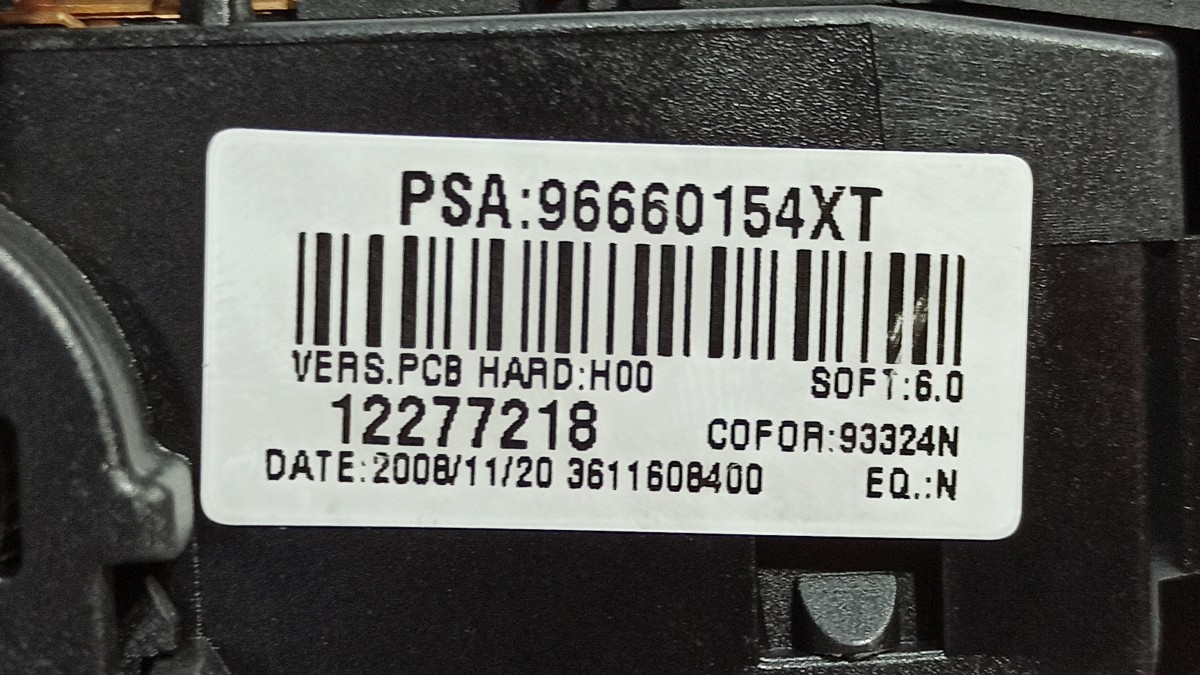 PSA:96660154XT
VERS.PCB HARD:H00 SOFT:6.0
12277218 COFOR:93324N
DATE:2008/11/20 3611608400 EQ.:N